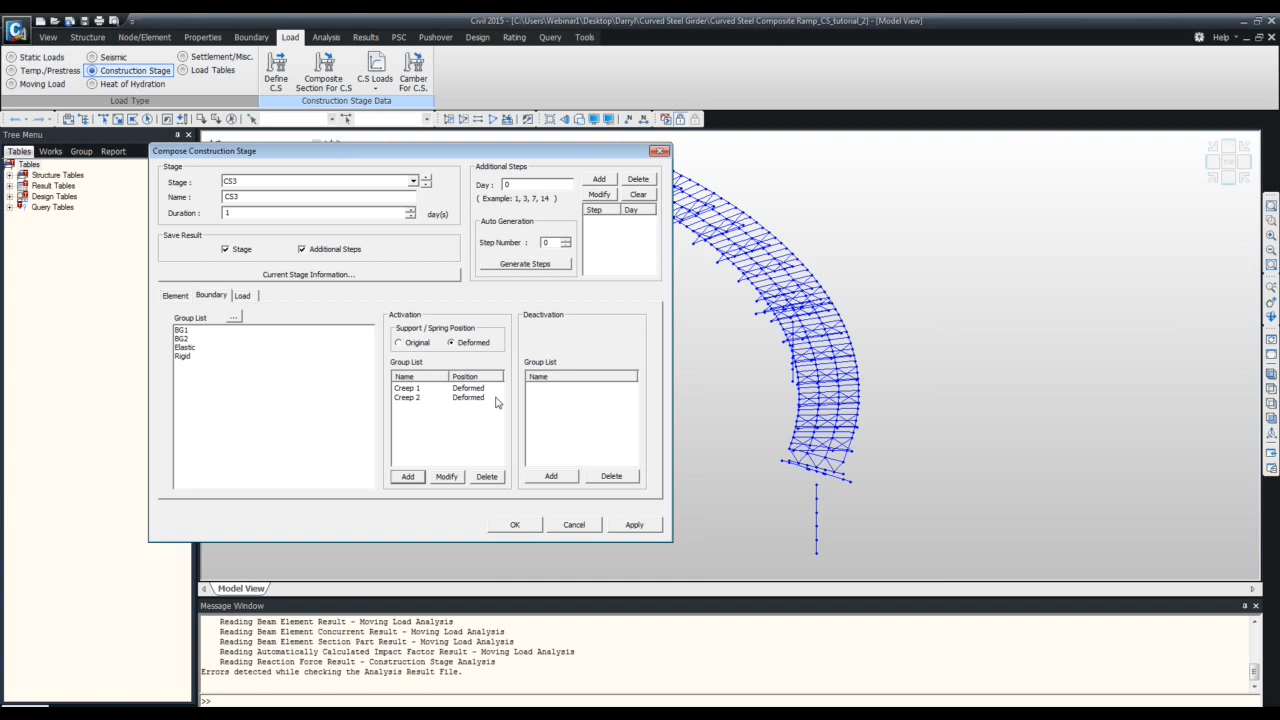 Civil 2015 - [C:\Users\Webinar1\Desktop\Darryl\Curved Steel Girder\Curved Steel Composite Ramp_CS_tutorial_2] - [Model View]
View Structure Node/Element Properties Boundary Load Analysis Results PSC Pushover Design Rating Query Tools Help
Static Loads Seismic Settlement/Misc.
Temp./Prestress Construction Stage Load Tables
Moving Load Heat of Hydration
Define C.S
Composite Section For C.S
C.S Loads
Camber For C.S.
Load Type Construction Stage Data
Tree Menu
Tables Works Group Report
Tables
Structure Tables
Result Tables
Design Tables
Query Tables
Compose Construction Stage
Stage
Stage : CS3
Name : CS3
Duration : 1 day(s)
Save Result
Stage Additional Steps
Current Stage Information...
Additional Steps
Day : 0 Add Delete
( Example: 1, 3, 7, 14 ) Modify Clear
Auto Generation Step Day
Step Number : 0
Generate Steps
Element Boundary Load
Group List ...
BG1
BG2
Elastic
Rigid
Activation
Support / Spring Position
Original Deformed
Group List
Name Position
Creep 1 Deformed
Creep 2 Deformed
Add Modify Delete
Deactivation
Group List
Name
Add Delete
OK Cancel Apply
Model View
Message Window
Reading Beam Element Result - Moving Load Analysis
Reading Beam Element Concurrent Result - Moving Load Analysis
Reading Beam Element Section Part Result - Moving Load Analysis
Reading Automatically Calculated Impact Factor Result - Moving Load Analysis
Reading Reaction Force Result - Construction Stage Analysis
Errors detected while checking the Analysis Result File.
>>